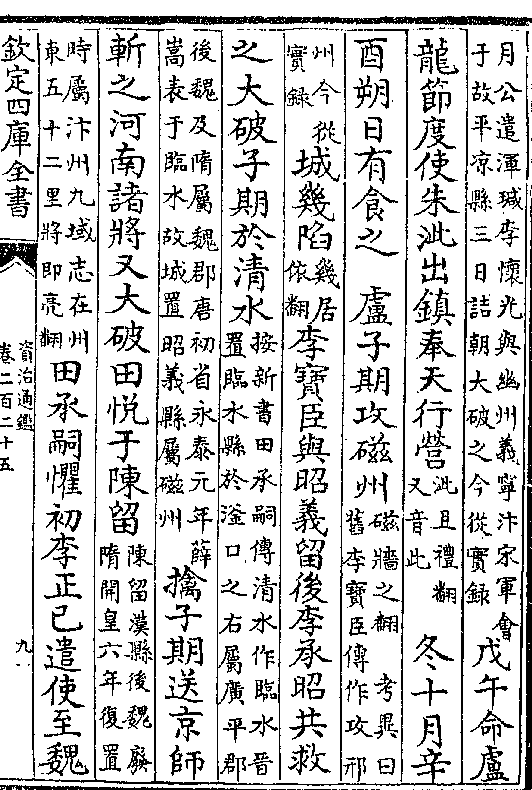 月公遣渾瑊李懷光與幽州義寧汴宋軍會
于故平凉縣三日詰朝大破之今從實録
戊午命盧
龍節度使朱泚出鎮奉天行營
泚且禮翻
又音此
冬十月辛
酉朔日有食之　盧子期攻磁州
磁牆之翻　考異曰
舊李寶臣傳作攻邢
州今從
實録
城幾陷
幾居
依翻
李寶臣與昭義留後李承昭共救
之大破子期於清水
按新書田承嗣傳清水作臨水晉
置臨水縣於滏口之右屬廣平郡
後魏及隋屬魏郡唐初省永泰元年薛
嵩表于臨水故城置昭義縣屬磁州
擒子期送京師
斬之河南諸將又大破田悅于陳留
陳留漢縣後魏廢
隋開皇六年復置
時屬汴州九域志在州
東五十二里將即亮翻
田承嗣懼初李正已遣使至魏
欽定四庫全書
資治通鑑
卷二百二十五
九